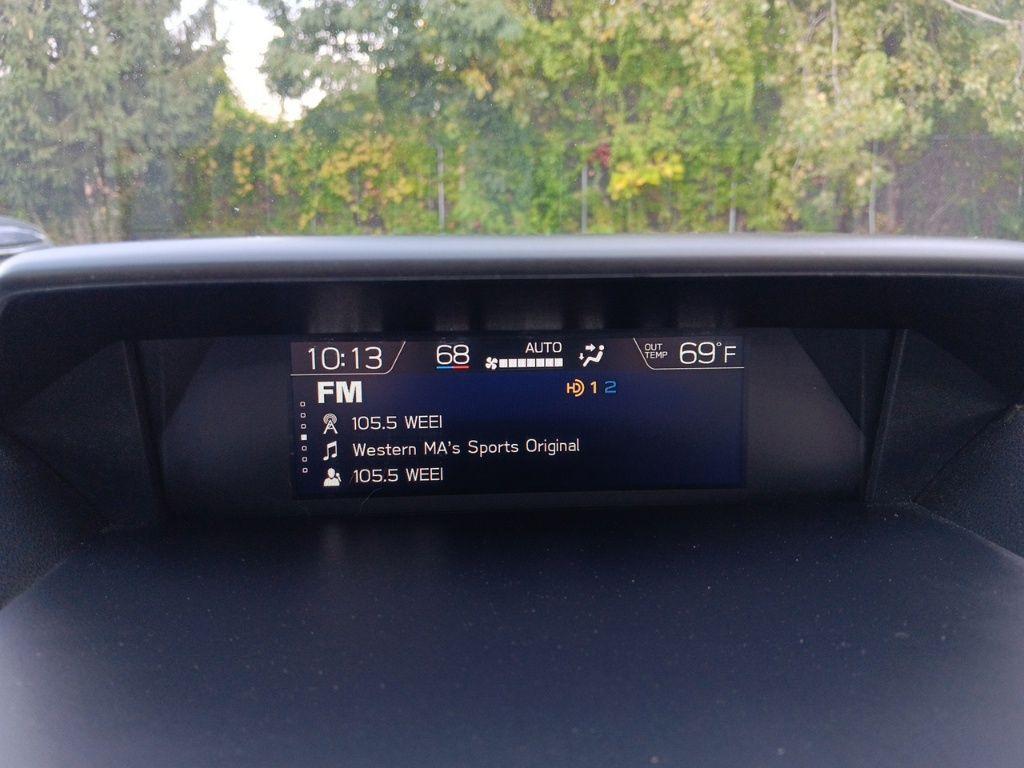 10:13 68 AUTO OUT TEMP 69°F
FM HD 1 2
105.5 WEEI
Western MA's Sports Original
105.5 WEEI